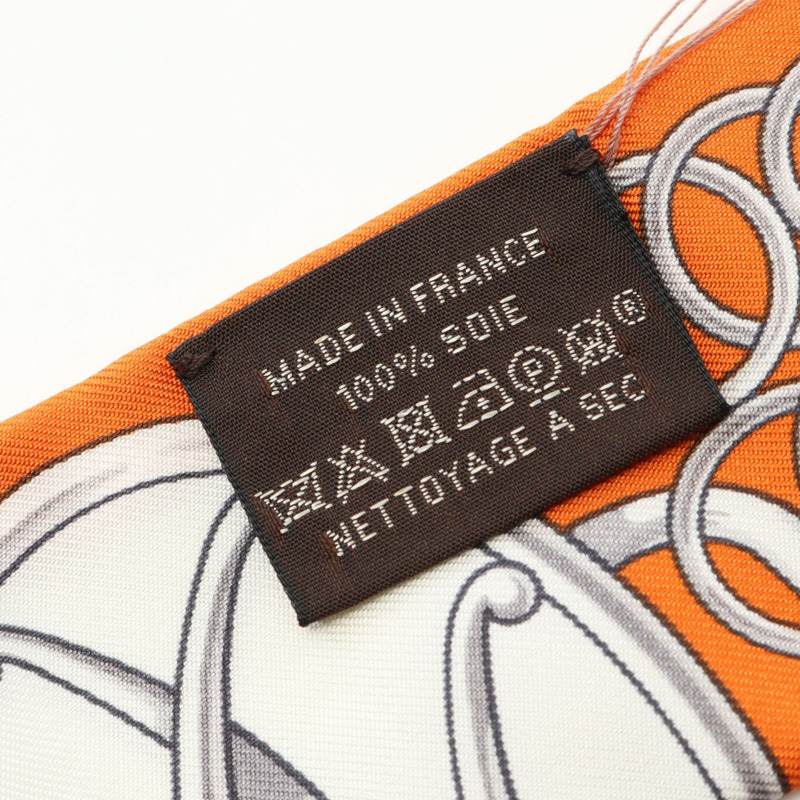 MADE IN FRANCE
100% SOIE
P ®
NETTOYAGE A SEC